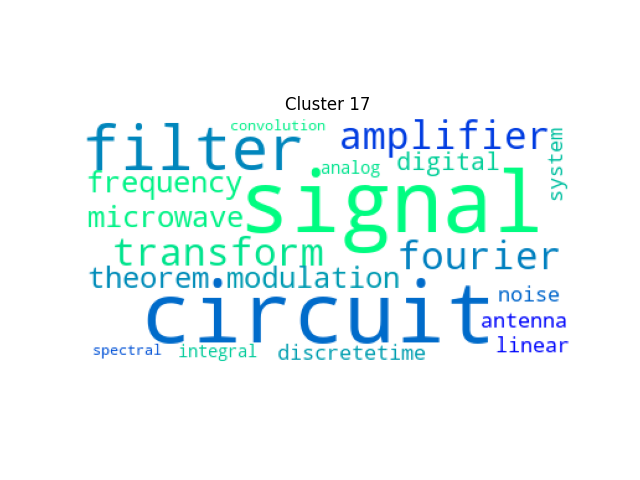 Cluster 17
convolution
filter
amplifier
system
analog
digital
frequency
signal
microwave
transform
fourier
theorem
modulation
circuit
noise
antenna
linear
spectral
integral
discretetime